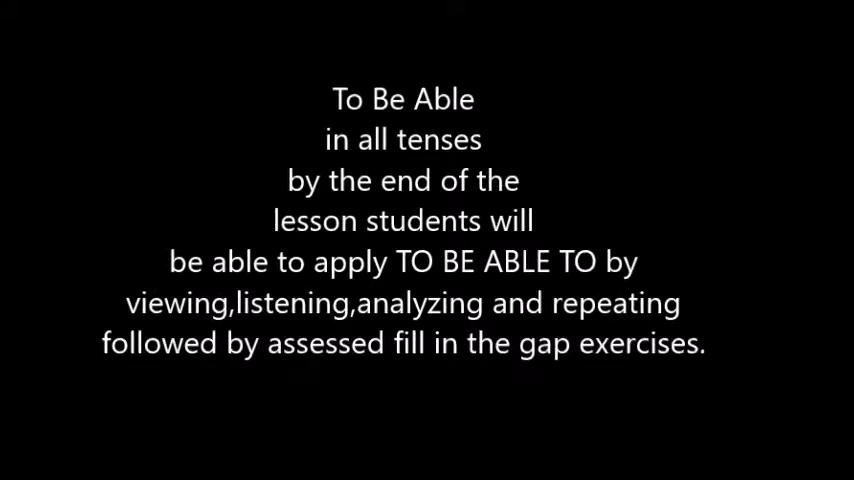 To Be Able
in all tenses
by the end of the
lesson students will
be able to apply TO BE ABLE TO by
viewing,listening,analyzing and repeating
followed by assessed fill in the gap exercises.